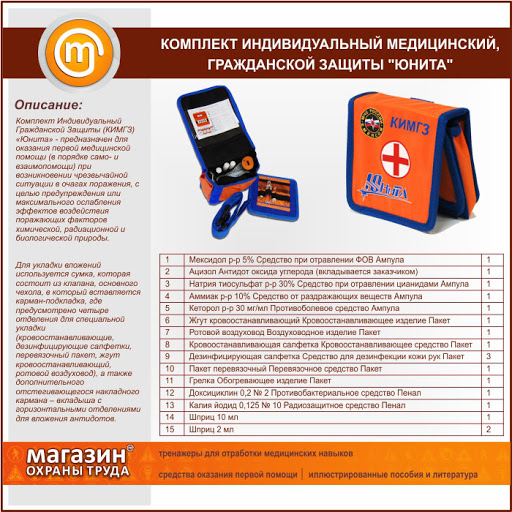 КОМПЛЕКТ ИНДИВИДУАЛЬНЫЙ МЕДИЦИНСКИЙ,
ГРАЖДАНСКОЙ ЗАЩИТЫ "ЮНИТА"
Описание:
Комплект Индивидуальный
Гражданской Защиты (КИМГЗ)
«Юнита» - предназначен для
оказания первой медицинской
помощи (в порядке само- и
взаимопомощи) при
возникновении чрезвычайной
ситуации в очагах поражения, с
целью предупреждения или
максимального ослабления
эффектов воздействия
поражающих факторов
химической, радиационной и
биологической природы.
Для укладки вложений
используется сумка, которая
состоит из клапана, основного
чехла, в который вставляется
карман-подкладка, где
предусмотрено четыре
отделения для специальной
укладки
(кровоостанавливающие,
дезинфицирующие салфетки,
перевязочный пакет, жгут
кровоостанавливающий,
ротовой воздуховод), а также
дополнительного
отстегивающегося накладного
кармана – вкладыша с
горизонтальными отделениями
для вложения антидотов.
КИМГЗ
ЮНИТА
1 Мексидол р-р 5% Средство при отравлении ФОВ Ампула 1
2 Ацизол Антидот оксида углерода (вкладывается заказчиком) 1
3 Натрия тиосульфат р-р 30% Средство при отравлении цианидами Ампула 1
4 Аммиак р-р 10% Средство от раздражающих веществ Ампула 1
5 Кеторол р-р 30 мг/мл Противоболевое средство Ампула 1
6 Жгут кровоостанавливающий Кровоостанавливающее изделие Пакет 1
7 Ротовой воздуховод Воздуховодное изделие Пакет 1
8 Кровоостанавливающая салфетка Кровоостанавливающее средство Пакет 1
9 Дезинфицирующая салфетка Средство для дезинфекции кожи рук Пакет 3
10 Пакет перевязочный Перевязочное средство Пакет 1
11 Грелка Обогревающее изделие Пакет 1
12 Доксициклин 0,2 № 2 Противобактериальное средство Пенал 1
13 Калия йодид 0,125 № 10 Радиозащитное средство Пенал 1
14 Шприц 10 мл 1
15 Шприц 2 мл 2
магазин
ОХРАНЫ ТРУДА
тренажеры для отработки медицинских навыков
средства оказания первой помощи | иллюстрированные пособия и литература